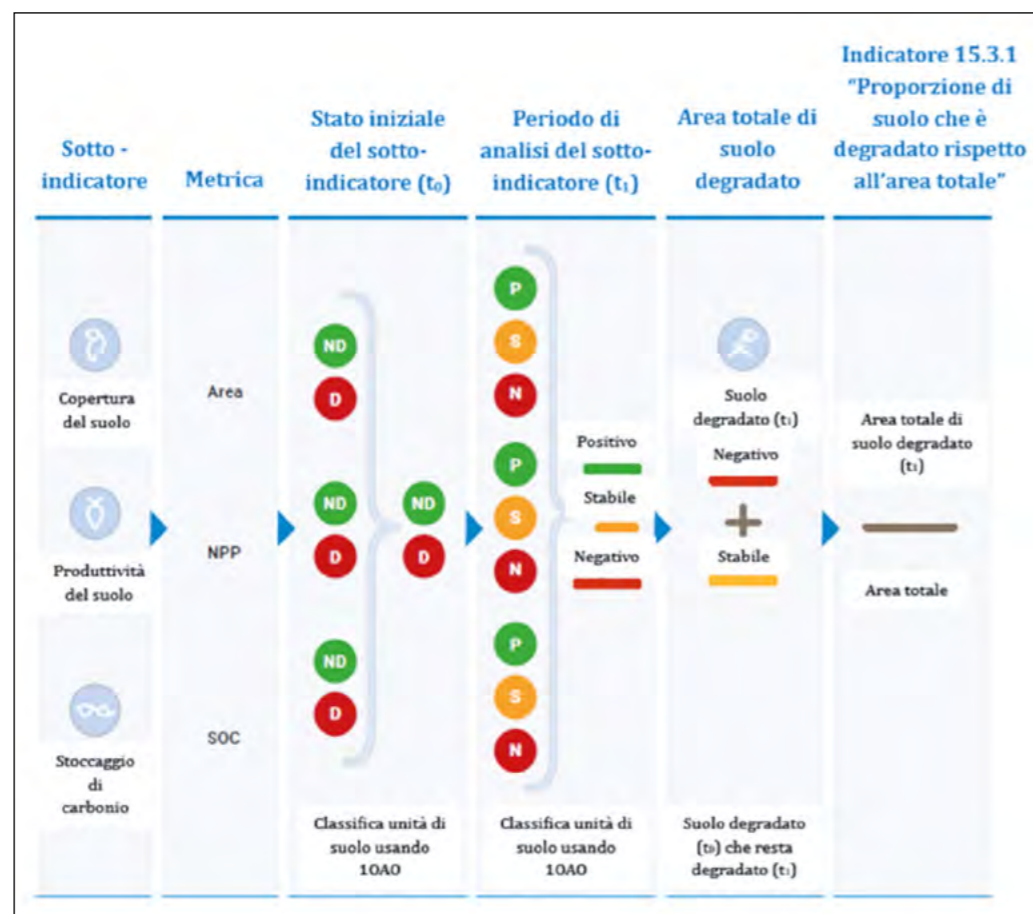 Sotto -
indicatore
Metrica
Stato iniziale
del sotto-
indicatore (t₀)
Periodo di
analisi del sotto-
indicatore (t₁)
Area totale di
suolo
degradato
Indicatore 15.3.1
“Proporzione di
suolo che è
degradato rispetto
all’area totale”
Copertura
del suolo
Produttività
del suolo
Stoccaggio
di
carbonio
Area
NPP
SOC
ND
D
ND
D
ND
D
ND
D
Classifica unità di
suolo usando
1OAO
P
S
N
P
S
N
P
S
N
Positivo
Stabile
Negativo
Classifica unità di
suolo usando
1OAO
Suolo
degradato (t₁)
Negativo
+
Stabile
Suolo degradato
(t₀) che resta
degradato (t₁)
Area totale di
suolo degradato
(t₁)
Area totale